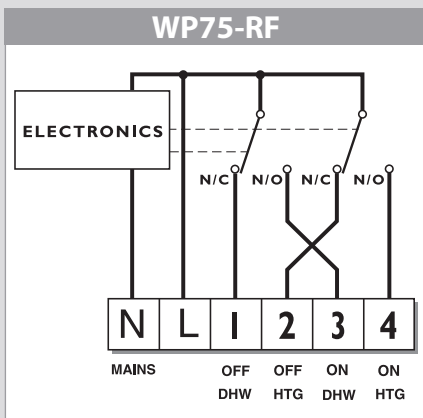 WP75-RF
ELECTRONICS
N/C N/O N/C N/O
N L 1 2 3 4
MAINS OFF OFF ON ON
DHW HTG DHW HTG